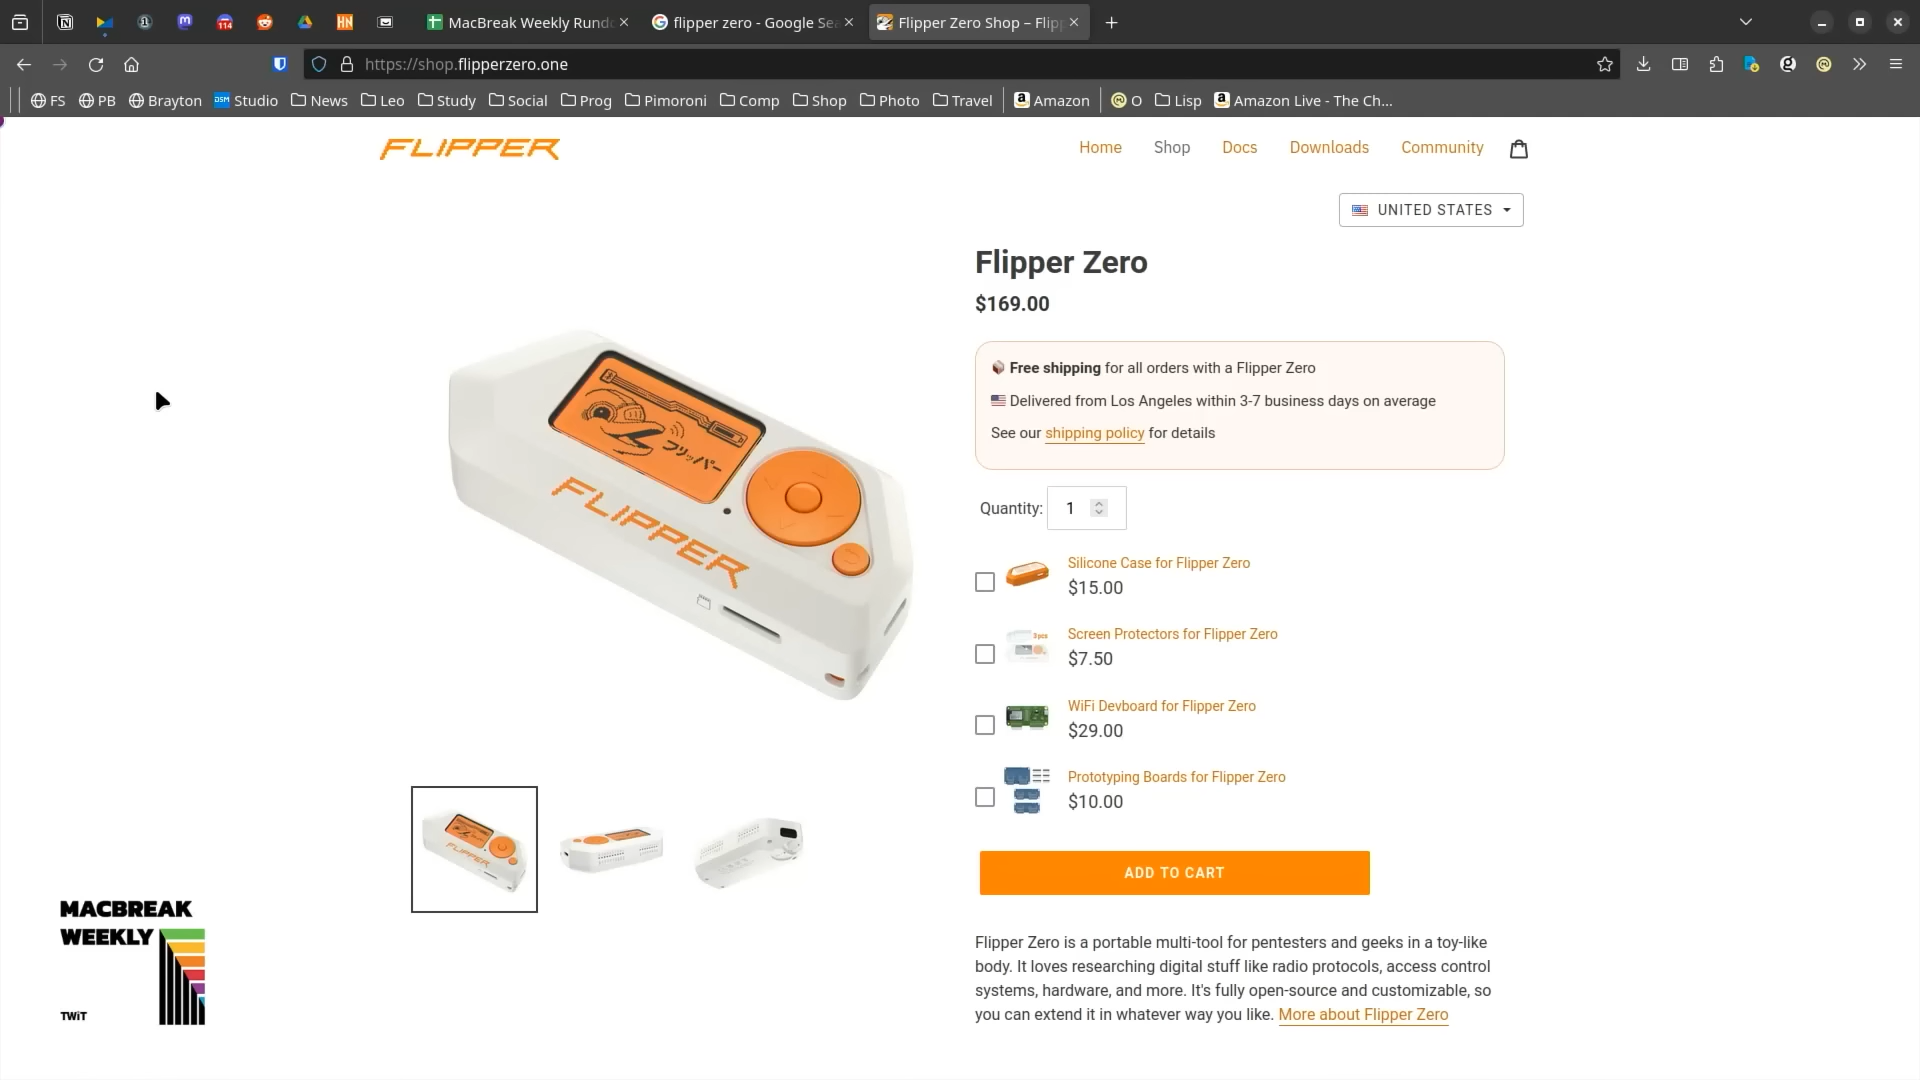 MacBreak Weekly Rund
flipper zero - Google Se
Flipper Zero Shop – Flip
https://shop.flipperzero.one
FS PB Brayton Studio News Leo Study Social Prog Pimoroni Comp Shop Photo Travel Amazon O Lisp Amazon Live - The Ch...
FLIPPER
Home Shop Docs Downloads Community
UNITED STATES
Flipper Zero
$169.00
Free shipping for all orders with a Flipper Zero
Delivered from Los Angeles within 3-7 business days on average
See our shipping policy for details
Quantity: 1
フリッパー
FLIPPER
Silicone Case for Flipper Zero
$15.00
Screen Protectors for Flipper Zero
$7.50
WiFi Devboard for Flipper Zero
$29.00
Prototyping Boards for Flipper Zero
$10.00
ADD TO CART
Flipper Zero is a portable multi-tool for pentesters and geeks in a toy-like
body. It loves researching digital stuff like radio protocols, access control
systems, hardware, and more. It's fully open-source and customizable, so
you can extend it in whatever way you like. More about Flipper Zero
MACBREAK
WEEKLY
TWiT